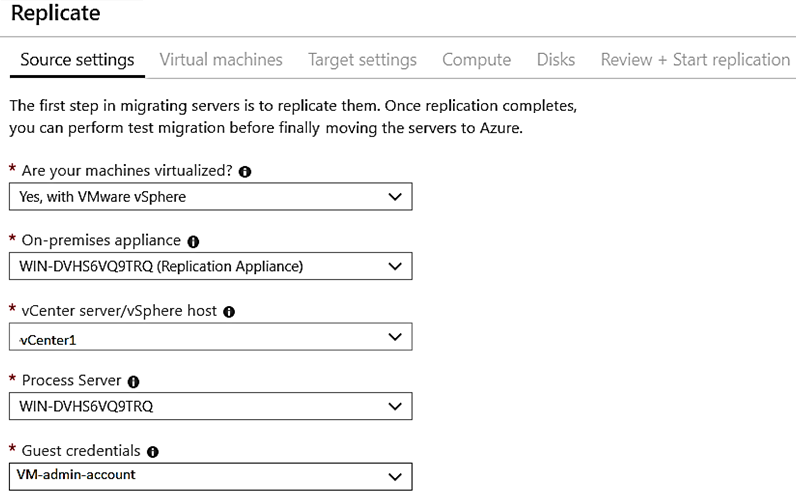 Replicate
Source settings Virtual machines Target settings Compute Disks Review + Start replication
The first step in migrating servers is to replicate them. Once replication completes,
you can perform test migration before finally moving the servers to Azure.
* Are your machines virtualized?
Yes, with VMware vSphere
* On-premises appliance
WIN-DVHS6VQ9TRQ (Replication Appliance)
* vCenter server/vSphere host
vCenter1
* Process Server
WIN-DVHS6VQ9TRQ
* Guest credentials
VM-admin-account